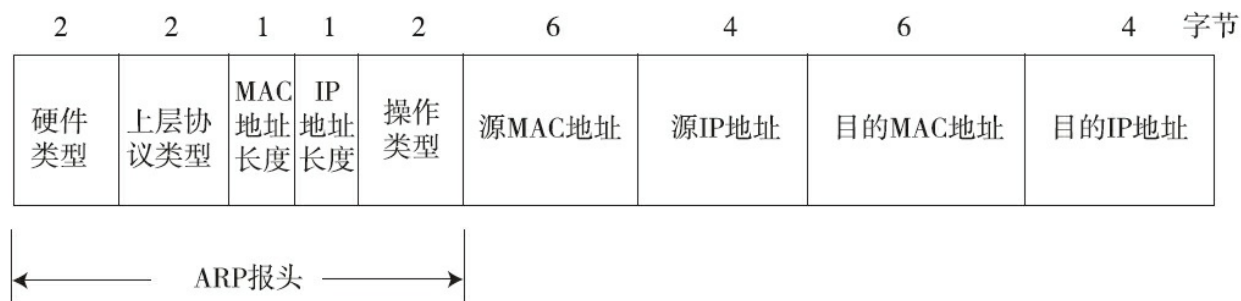 2 2 1 1 2 6 4 6 4 字节
硬件
类型
上层协
议类型
MAC
地址
长度
IP
地址
长度
操作
类型
源MAC地址
源IP地址
目的MAC地址
目的IP地址
ARP报头